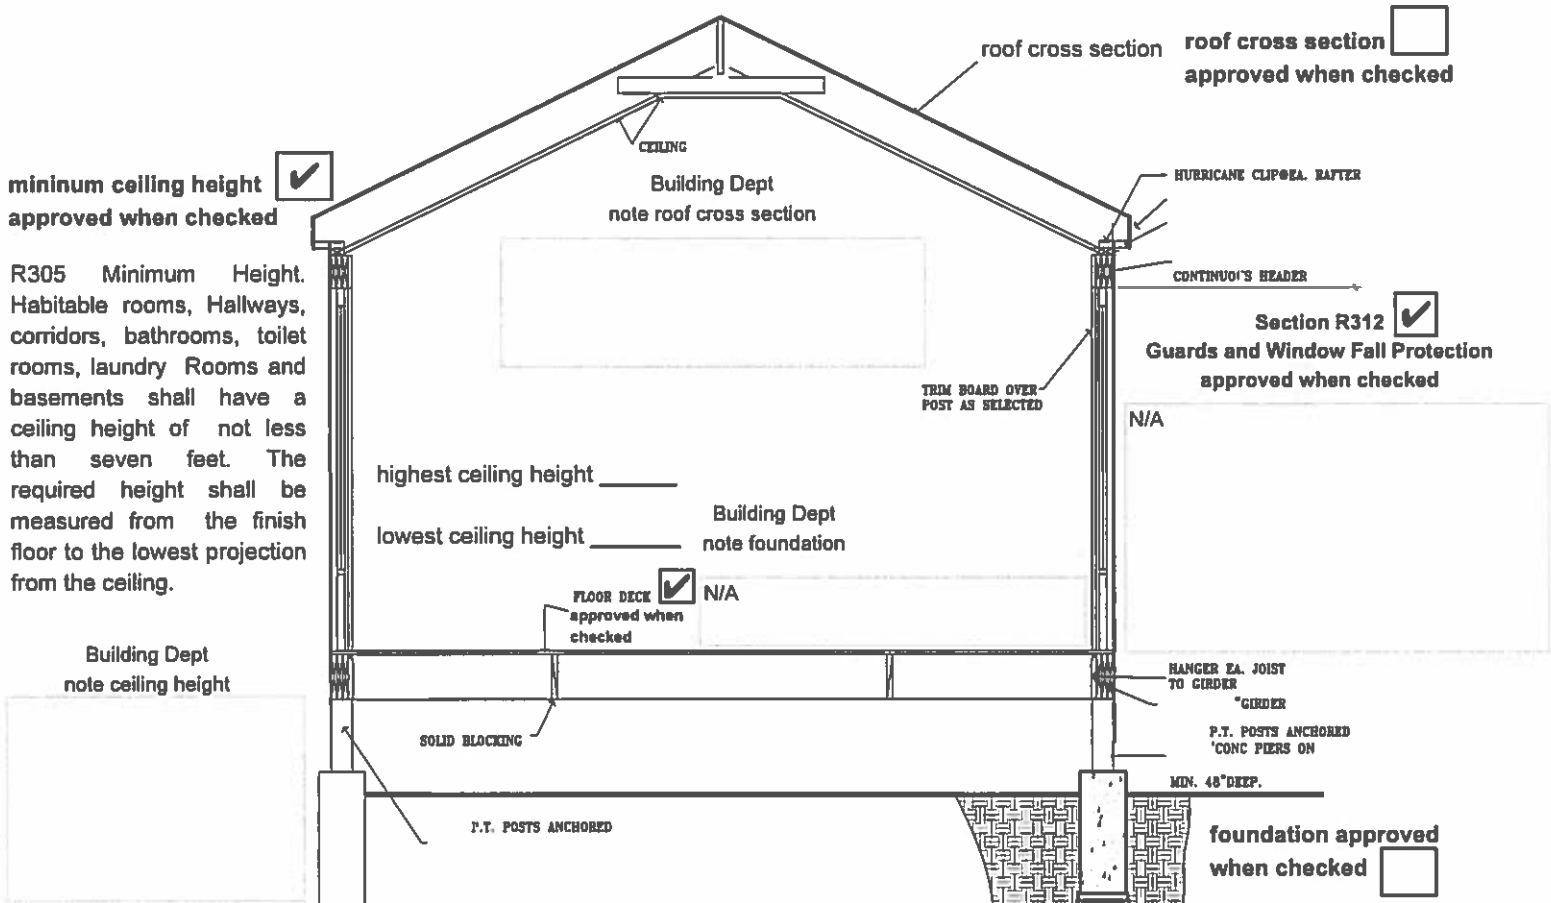 roof cross section
roof cross section
approved when checked
CEILING
mininum ceiling height
approved when checked
Building Dept
note roof cross section
HURRICANE CLIP@EA. RAFTER
R305 Minimum Height.
Habitable rooms, Hallways,
corridors, bathrooms, toilet
rooms, laundry Rooms and
basements shall have a
ceiling height of not less
than seven feet. The
required height shall be
measured from the finish
floor to the lowest projection
from the ceiling.
CONTINUOUS HEADER
Section R312
Guards and Window Fall Protection
approved when checked
TRIM BOARD OVER
POST AS SELECTED
N/A
highest ceiling height
lowest ceiling height
Building Dept
note foundation
FLOOR DECK
approved when
checked
N/A
Building Dept
note ceiling height
HANGER EA. JOIST
TO GIRDER
"GIRDER
SOLID BLOCKING
P.T. POSTS ANCHORED
'CONC PIERS ON
MIN. 48"DEEP.
P.T. POSTS ANCHORED
foundation approved
when checked